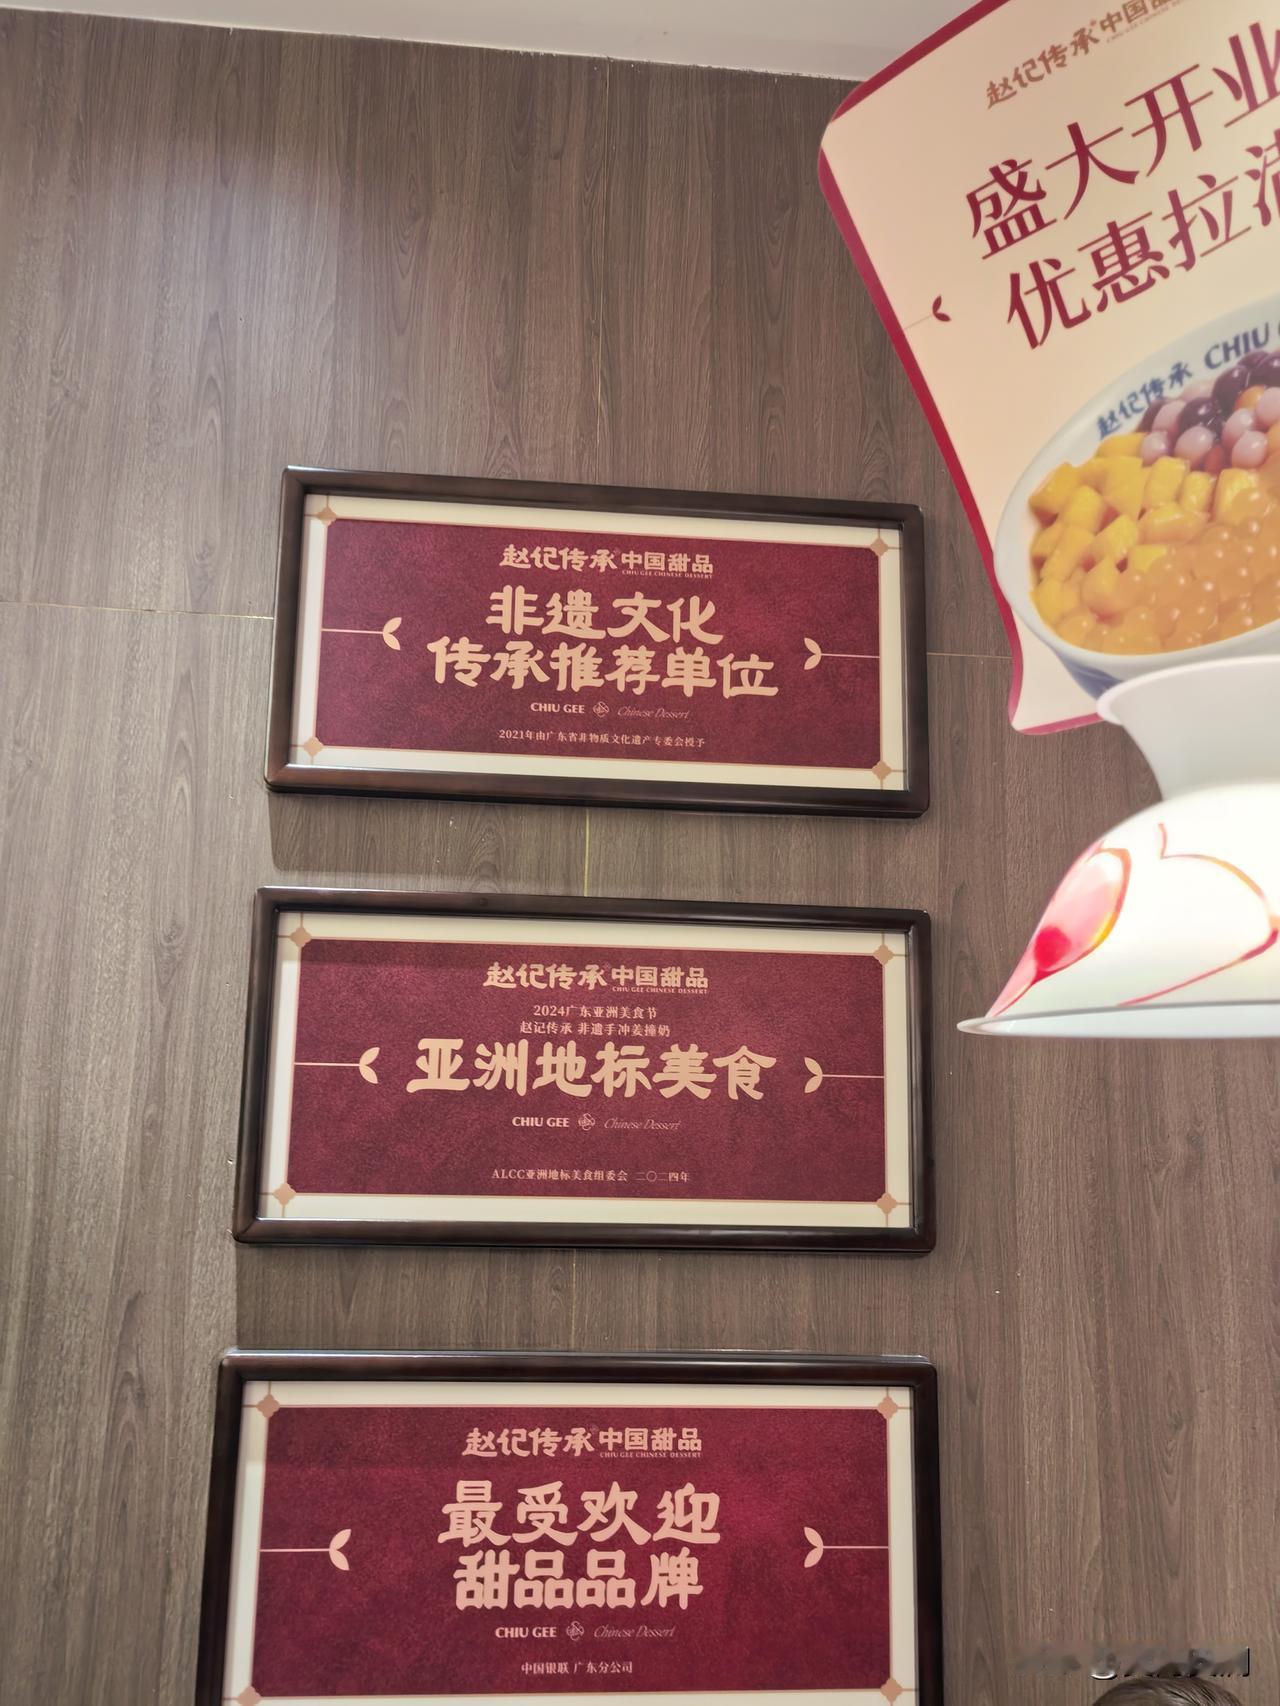 赵记传承 中国甜品
CHIU GEE CHINESE DESSERT
非遗文化
传承推荐单位
CHIU GEE Chinese Dessert
2021年由广东省非物质文化遗产专委会授予
赵记传承 中国甜品
CHIU GEE CHINESE DESSERT
2024广东亚洲美食节
赵记传承 非遗手冲姜撞奶
亚洲地标美食
CHIU GEE Chinese Dessert
ALCC亚洲地标美食组委会 二〇二四年
赵记传承 中国甜品
CHIU GEE CHINESE DESSERT
最受欢迎
甜品品牌
CHIU GEE Chinese Dessert
中国银联 广东分公司
赵记传承 中国
盛大开业
优惠拉满
赵记传承 CHIU